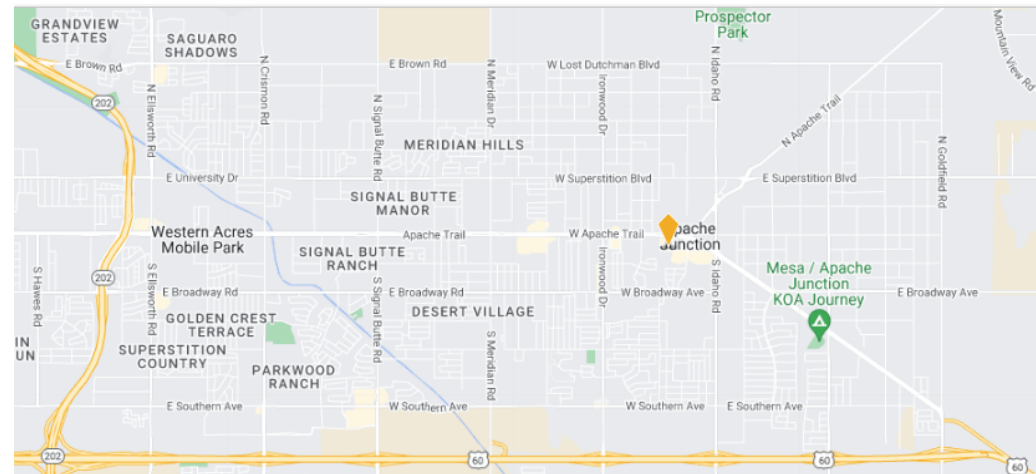 GRANDVIEW
ESTATES
SAGUARO
SHADOWS
Prospector
Park
Mountain View Rd
E Brown Rd
E Brown Rd
W Lost Dutchman Blvd
202
N Ellsworth Rd
N Crismon Rd
N Signal Butte Rd
N Meridian Dr
Ironwood Dr
N Idaho Rd
N Apache Trail
N Goldfield Rd
MERIDIAN HILLS
E University Dr
W Superstition Blvd
E Superstition Blvd
SIGNAL BUTTE
MANOR
Western Acres
Mobile Park
Apache Trail
W Apache Trail
Apache
Junction
SIGNAL BUTTE
RANCH
202
S Hawes Rd
S Ellsworth Rd
S Signal Butte Rd
S Meridian Rd
Ironwood Dr
S Idaho Rd
Mesa / Apache
Junction
KOA Journey
E Broadway Rd
E Broadway Rd
W Broadway Ave
E Broadway Ave
GOLDEN CREST
TERRACE
DESERT VILLAGE
IN
UN
SUPERSTITION
COUNTRY
PARKWOOD
RANCH
E Southern Ave
W Southern Ave
W Southern Ave
E Southern Ave
202
60
60
60